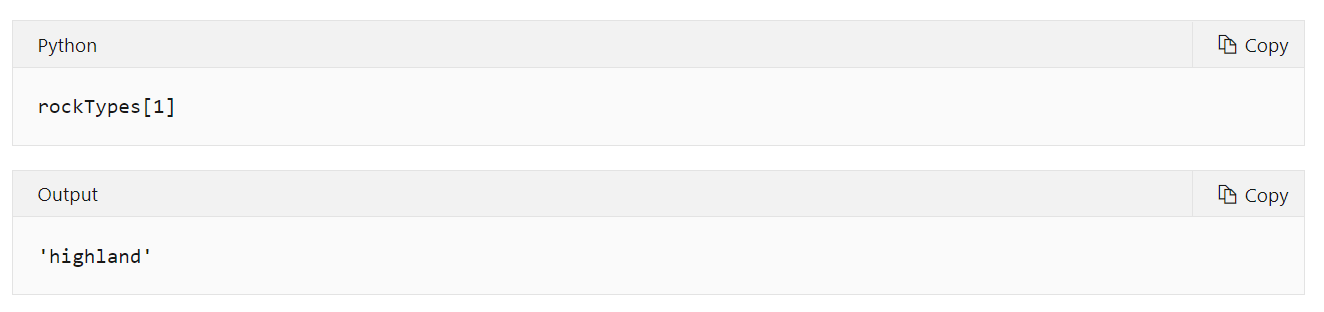 Python
Copy
rockTypes[1]
Output
Copy
'highland'